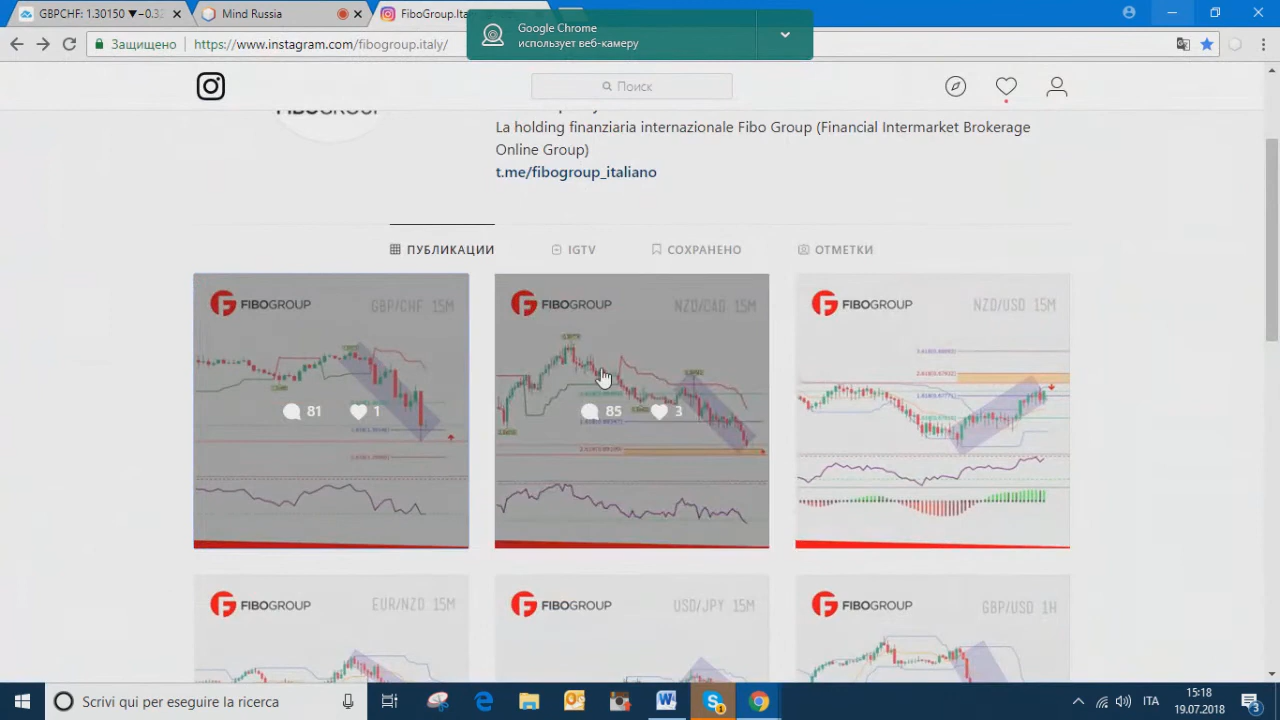 GBPCHF: 1.30150 ▼−0.3
Mind Russia
FiboGroup.Ita
Google Chrome
использует веб-камеру
Защищено
https://www.instagram.com/fibogroup.italy/
Поиск
FIBOGROUP
La holding finanziaria internazionale Fibo Group (Financial Intermarket Brokerage
Online Group)
t.me/fibogroup_italiano
ПУБЛИКАЦИИ
IGTV
СОХРАНЕНО
ОТМЕТКИ
FIBOGROUP GBP/CHF 15M
81 1
FIBOGROUP NZD/CAD 15M
85 3
FIBOGROUP NZD/USD 15M
FIBOGROUP EUR/NZD 15M
FIBOGROUP USD/JPY 15M
FIBOGROUP GBP/USD 1H
Scrivi qui per eseguire la ricerca
1
ITA
15:18
19.07.2018
3